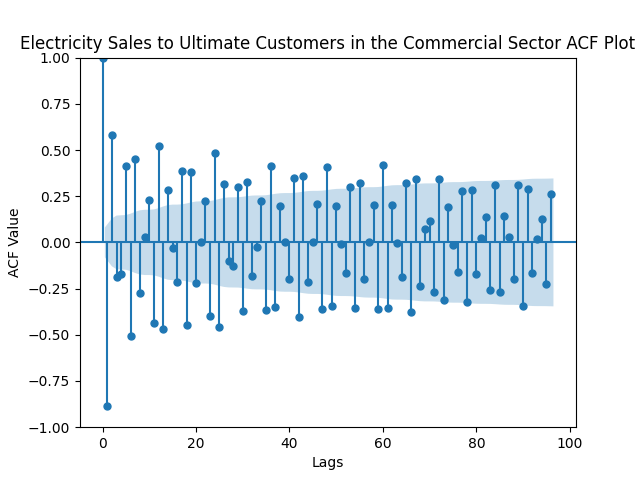 Electricity Sales to Ultimate Customers in the Commercial Sector ACF Plot
1.00
0.75
0.50
0.25
0.00
−0.25
−0.50
−0.75
−1.00
ACF Value
0 20 40 60 80 100
Lags